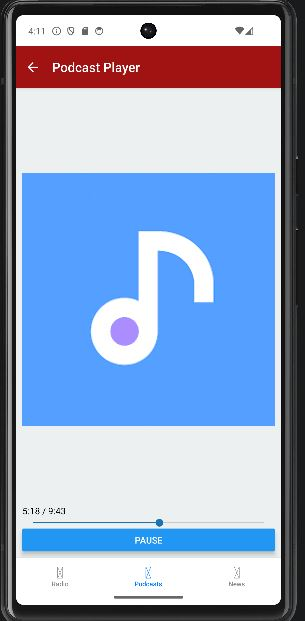 4:11
Podcast Player
5:18 / 9:43
PAUSE
Radio
Podcasts
News